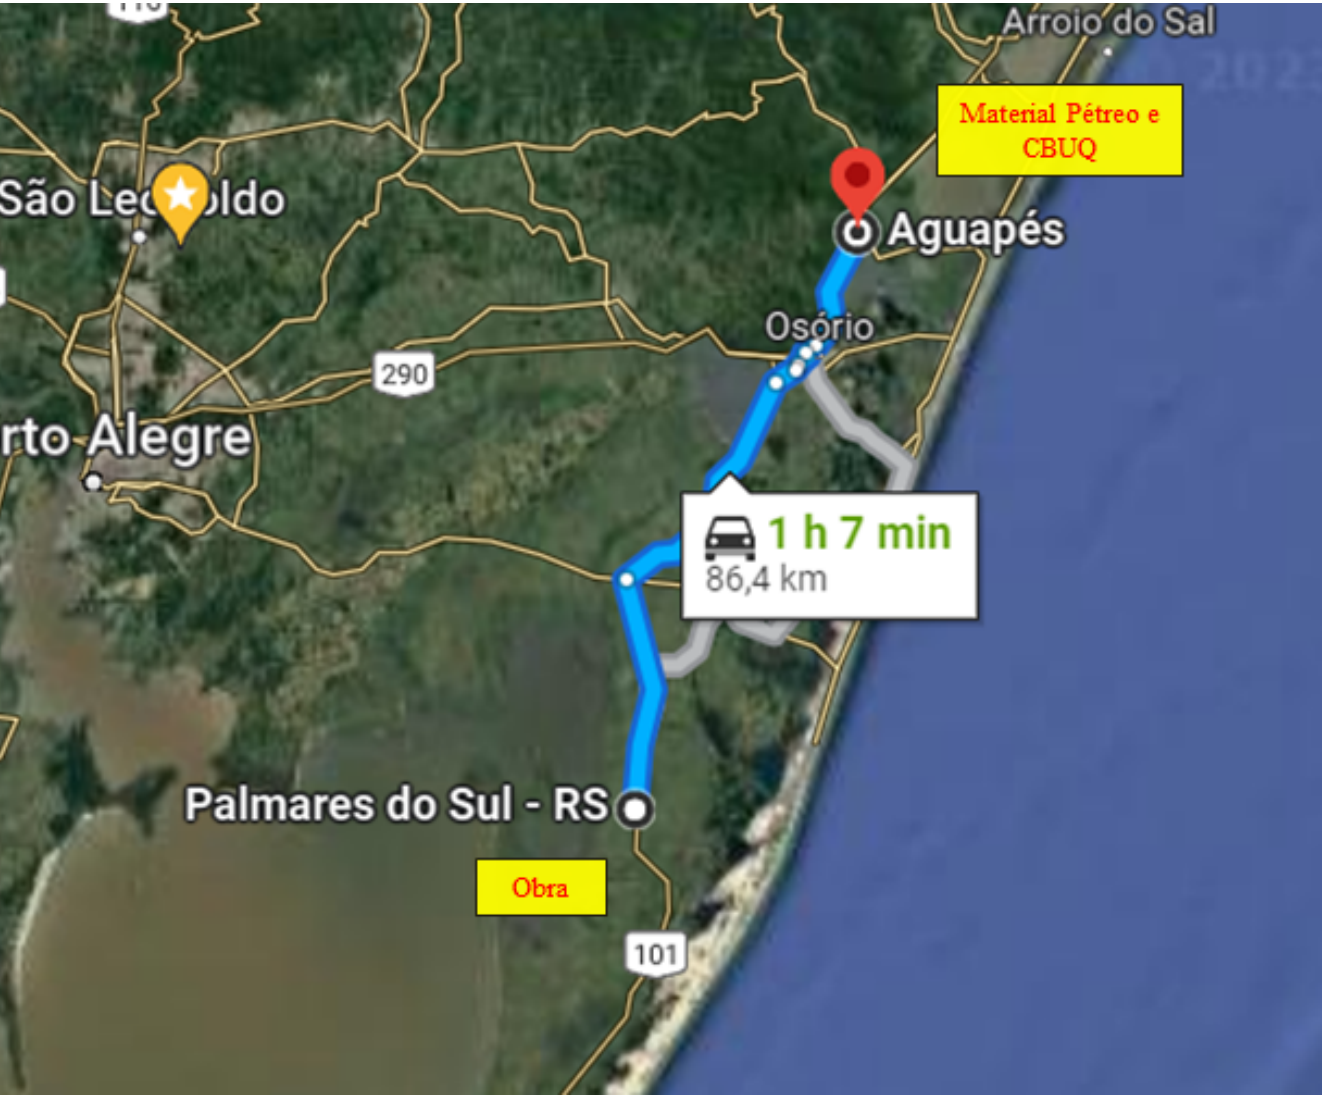 Arroio do Sal
2023
Material Pétreo e
CBUQ
São Leopoldo
Aguapés
Osório
290
rto Alegre
1 h 7 min
86,4 km
Palmares do Sul - RS
Obra
101